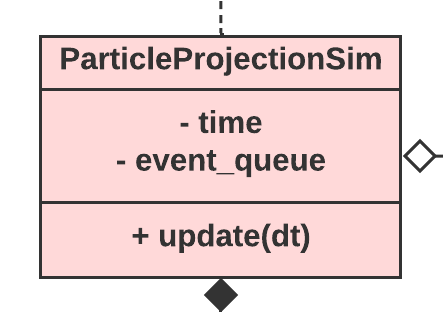 ParticleProjectionSim
- time
- event_queue
+ update(dt)